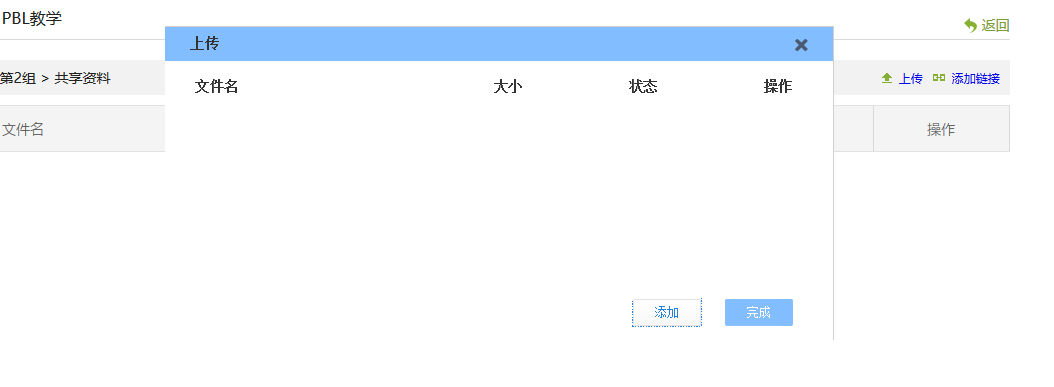 PBL教学
返回
上传
第2组 > 共享资料
上传 添加链接
文件名 大小 状态 操作
文件名 操作
添加 完成